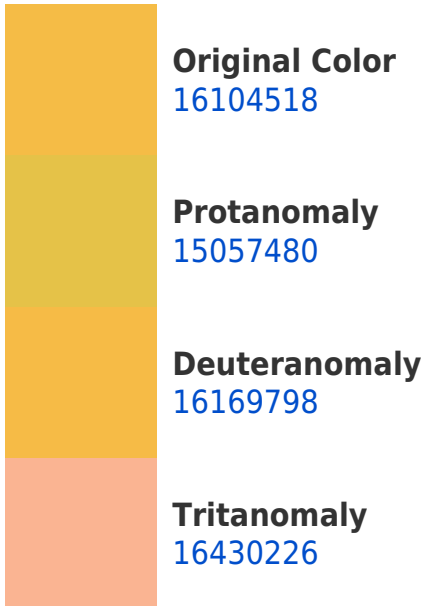 Original Color
16104518
Protanomaly
15057480
Deuteranomaly
16169798
Tritanomaly
16430226